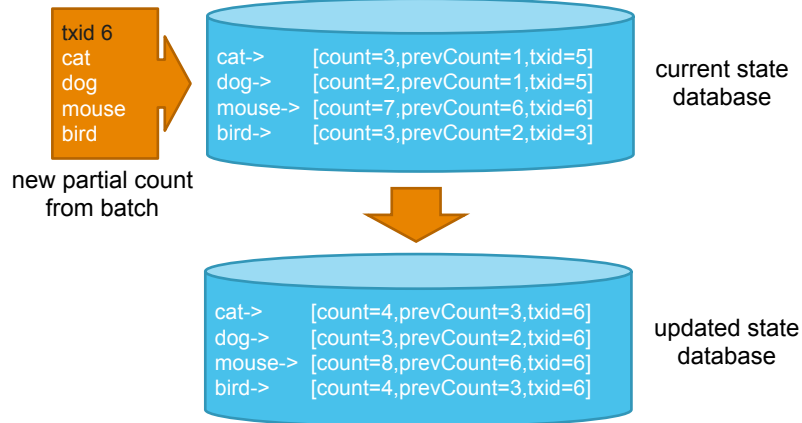 txid 6
cat
dog
mouse
bird
new partial count
from batch
cat-> [count=3,prevCount=1,txid=5]
dog-> [count=2,prevCount=1,txid=5]
mouse-> [count=7,prevCount=6,txid=6]
bird-> [count=3,prevCount=2,txid=3]
current state
database
cat-> [count=4,prevCount=3,txid=6]
dog-> [count=3,prevCount=2,txid=6]
mouse-> [count=8,prevCount=6,txid=6]
bird-> [count=4,prevCount=3,txid=6]
updated state
database